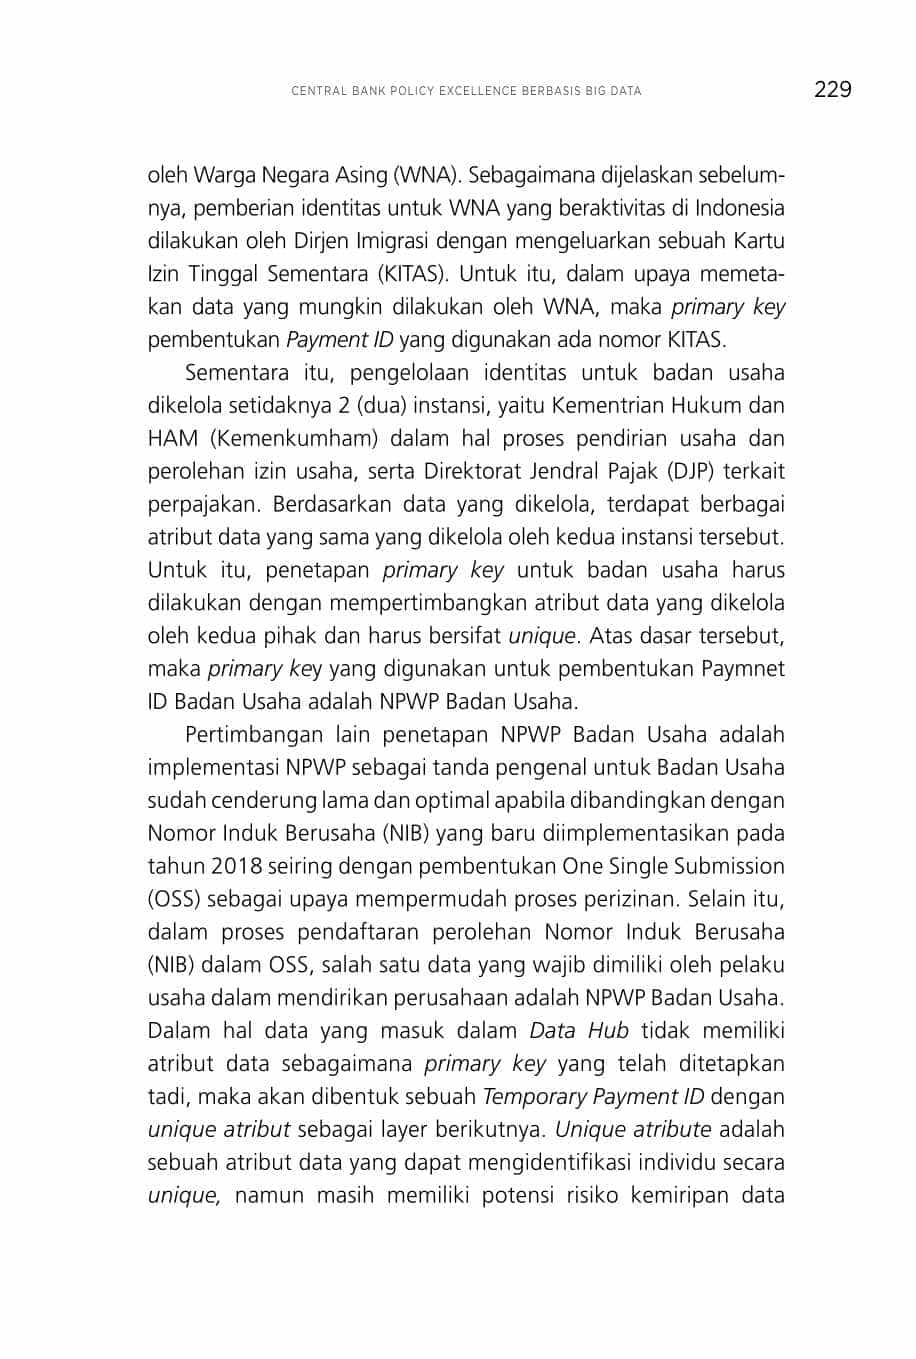 CENTRAL BANK POLICY EXCELLENCE BERBASIS BIG DATA 229
oleh Warga Negara Asing (WNA). Sebagaimana dijelaskan sebelum-
nya, pemberian identitas untuk WNA yang beraktivitas di Indonesia
dilakukan oleh Dirjen Imigrasi dengan mengeluarkan sebuah Kartu
Izin Tinggal Sementara (KITAS). Untuk itu, dalam upaya memeta-
kan data yang mungkin dilakukan oleh WNA, maka primary key
pembentukan Payment ID yang digunakan ada nomor KITAS.
Sementara itu, pengelolaan identitas untuk badan usaha
dikelola setidaknya 2 (dua) instansi, yaitu Kementrian Hukum dan
HAM (Kemenkumham) dalam hal proses pendirian usaha dan
perolehan izin usaha, serta Direktorat Jendral Pajak (DJP) terkait
perpajakan. Berdasarkan data yang dikelola, terdapat berbagai
atribut data yang sama yang dikelola oleh kedua instansi tersebut.
Untuk itu, penetapan primary key untuk badan usaha harus
dilakukan dengan mempertimbangkan atribut data yang dikelola
oleh kedua pihak dan harus bersifat unique. Atas dasar tersebut,
maka primary key yang digunakan untuk pembentukan Paymnet
ID Badan Usaha adalah NPWP Badan Usaha.
Pertimbangan lain penetapan NPWP Badan Usaha adalah
implementasi NPWP sebagai tanda pengenal untuk Badan Usaha
sudah cenderung lama dan optimal apabila dibandingkan dengan
Nomor Induk Berusaha (NIB) yang baru diimplementasikan pada
tahun 2018 seiring dengan pembentukan One Single Submission
(OSS) sebagai upaya mempermudah proses perizinan. Selain itu,
dalam proses pendaftaran perolehan Nomor Induk Berusaha
(NIB) dalam OSS, salah satu data yang wajib dimiliki oleh pelaku
usaha dalam mendirikan perusahaan adalah NPWP Badan Usaha.
Dalam hal data yang masuk dalam Data Hub tidak memiliki
atribut data sebagaimana primary key yang telah ditetapkan
tadi, maka akan dibentuk sebuah Temporary Payment ID dengan
unique atribut sebagai layer berikutnya. Unique atribute adalah
sebuah atribut data yang dapat mengidentifikasi individu secara
unique, namun masih memiliki potensi risiko kemiripan data